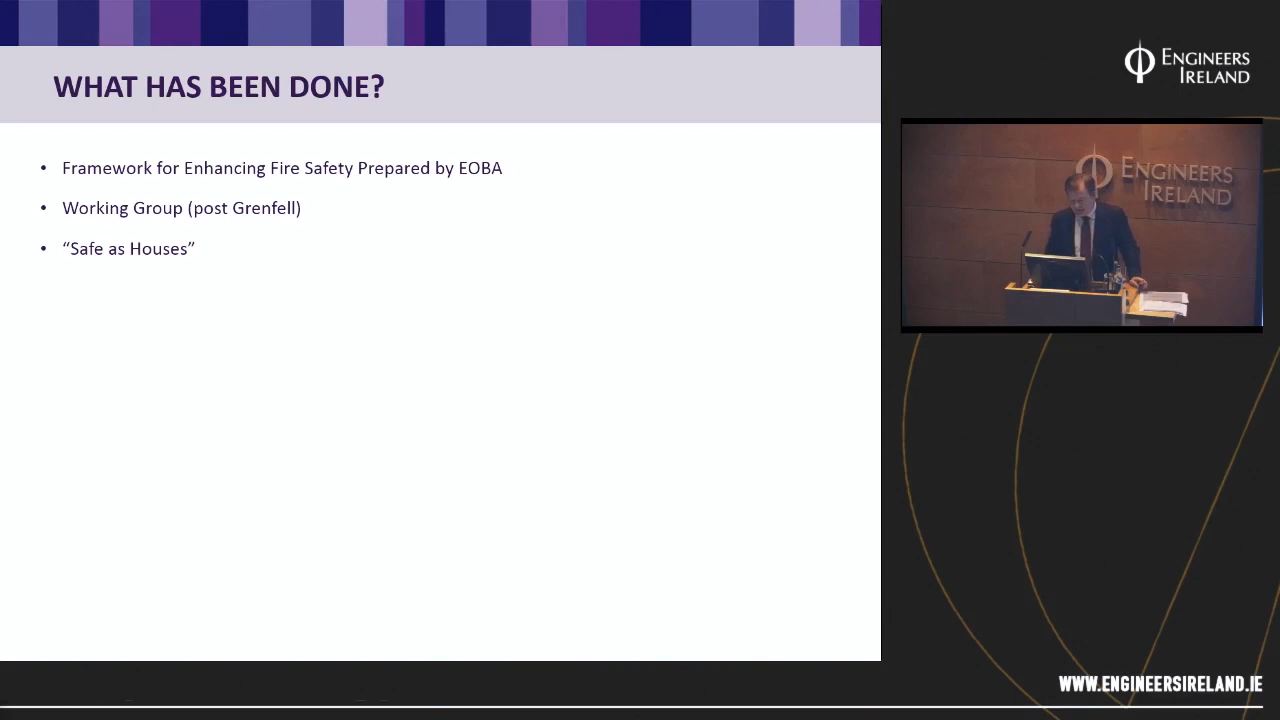 WHAT HAS BEEN DONE?
• Framework for Enhancing Fire Safety Prepared by EOBA
• Working Group (post Grenfell)
• “Safe as Houses”
ENGINEERS
IRELAND
ENGINEERS
IRELAND
WWW.ENGINEERSIRELAND.IE